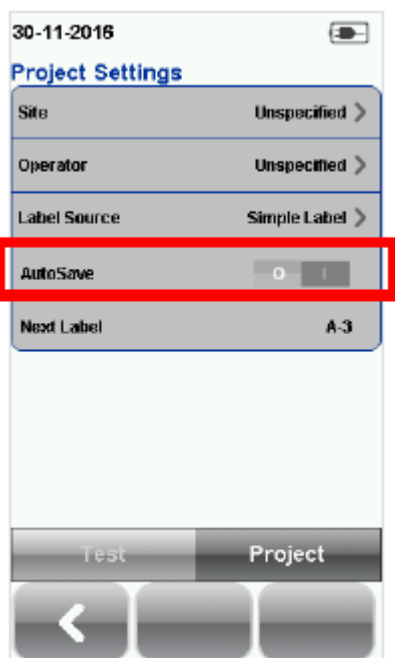 30-11-2016
Project Settings
Site Unspecified
Operator Unspecified
Label Source Simple Label
AutoSave O I
Next Label A-3
Test Project